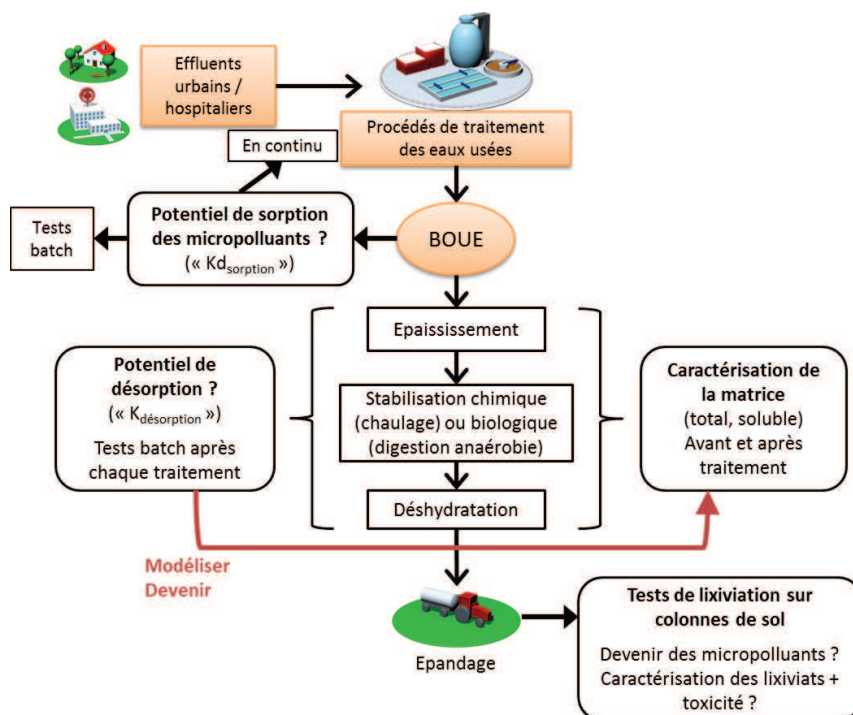 Effluents
urbains /
hospitaliers
Procédés de traitement
des eaux usées
En continu
Tests
batch
Potentiel de sorption
des micropolluants ?
(« Kd sorption »)
BOUE
Epaississement
Stabilisation chimique
(chaulage) ou biologique
(digestion anaérobie)
Déshydratation
Potentiel de
désorption ?
(« K désorption »)
Tests batch après
chaque traitement
Caractérisation de
la matrice
(total, soluble)
Avant et après
traitement
Modéliser
Devenir
Epandage
Tests de lixiviation sur
colonnes de sol
Devenir des micropolluants ?
Caractérisation des lixiviats +
toxicité ?